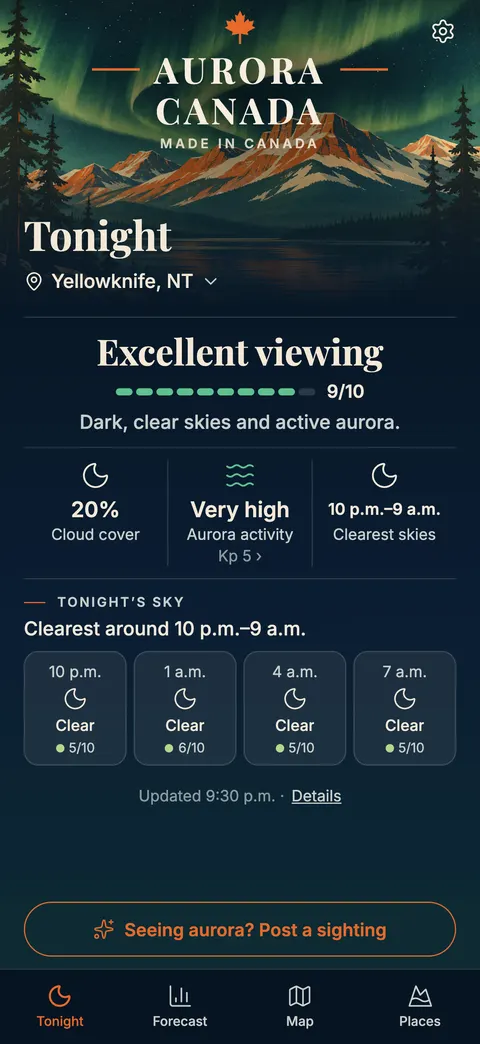 AURORA
CANADA
MADE IN CANADA
Tonight
Yellowknife, NT
Excellent viewing
9/10
Dark, clear skies and active aurora.
20%
Cloud cover
Very high
Aurora activity
Kp 5 ›
10 p.m.–9 a.m.
Clearest skies
TONIGHT’S SKY
Clearest around 10 p.m.–9 a.m.
10 p.m.
Clear
5/10
1 a.m.
Clear
6/10
4 a.m.
Clear
5/10
7 a.m.
Clear
5/10
Updated 9:30 p.m. · Details
Seeing aurora? Post a sighting
Tonight
Forecast
Map
Places